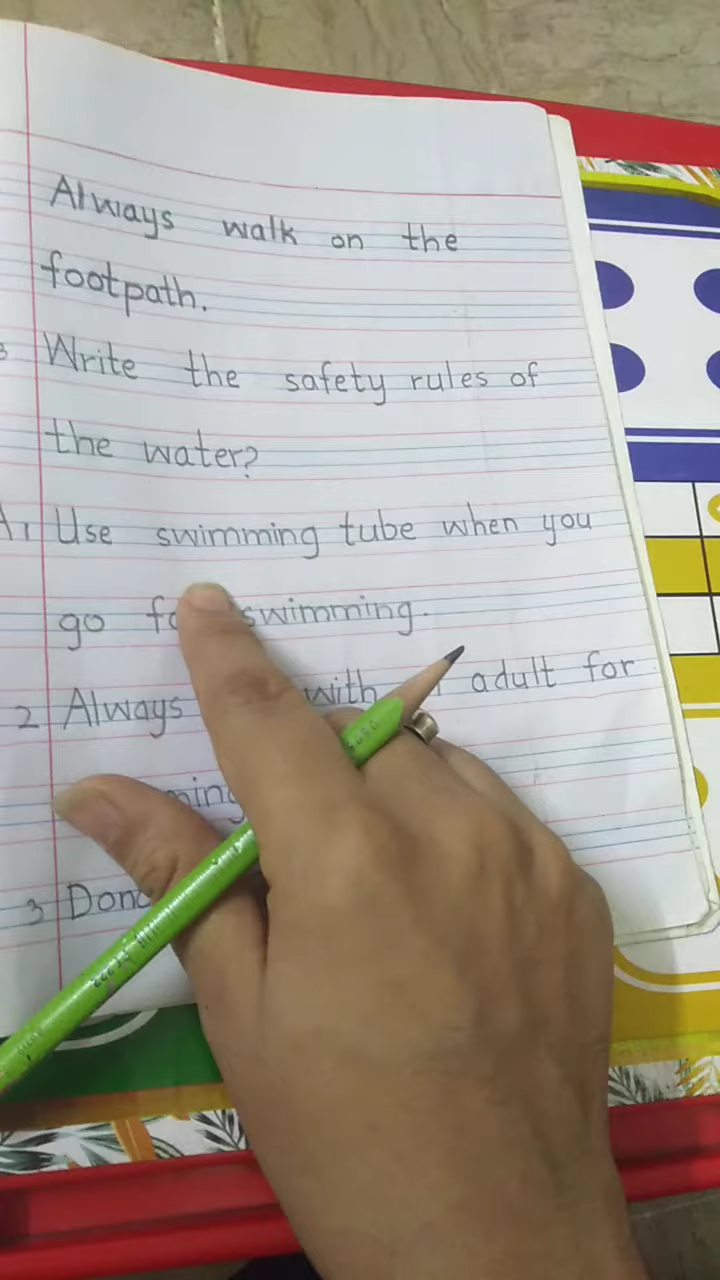 Always walk on the
footpath.
3 Write the safety rules of
the water?
A1 Use swimming tube when you
go swimming.
2 Always with adult for
3